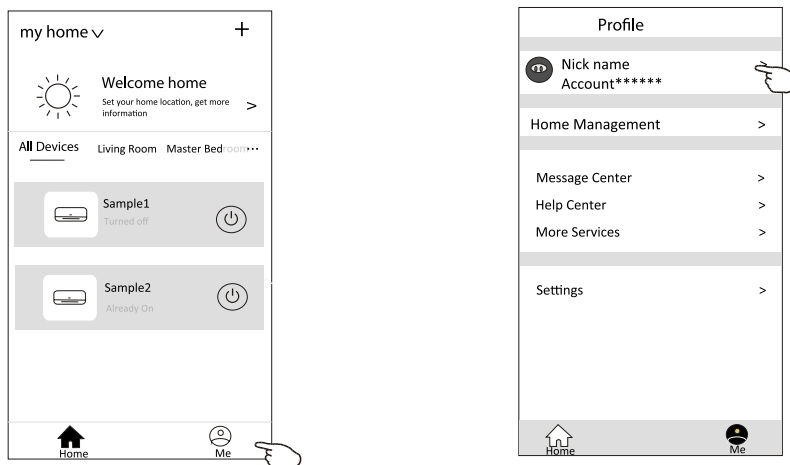 my home
+
Welcome home
Set your home location, get more
information
>
All Devices Living Room Master Bedroom ···
Sample1
Turned off
Sample2
Already On
Home Me
Profile
Nick name
Account******
Home Management >
Message Center >
Help Center >
More Services >
Settings >
Home Me